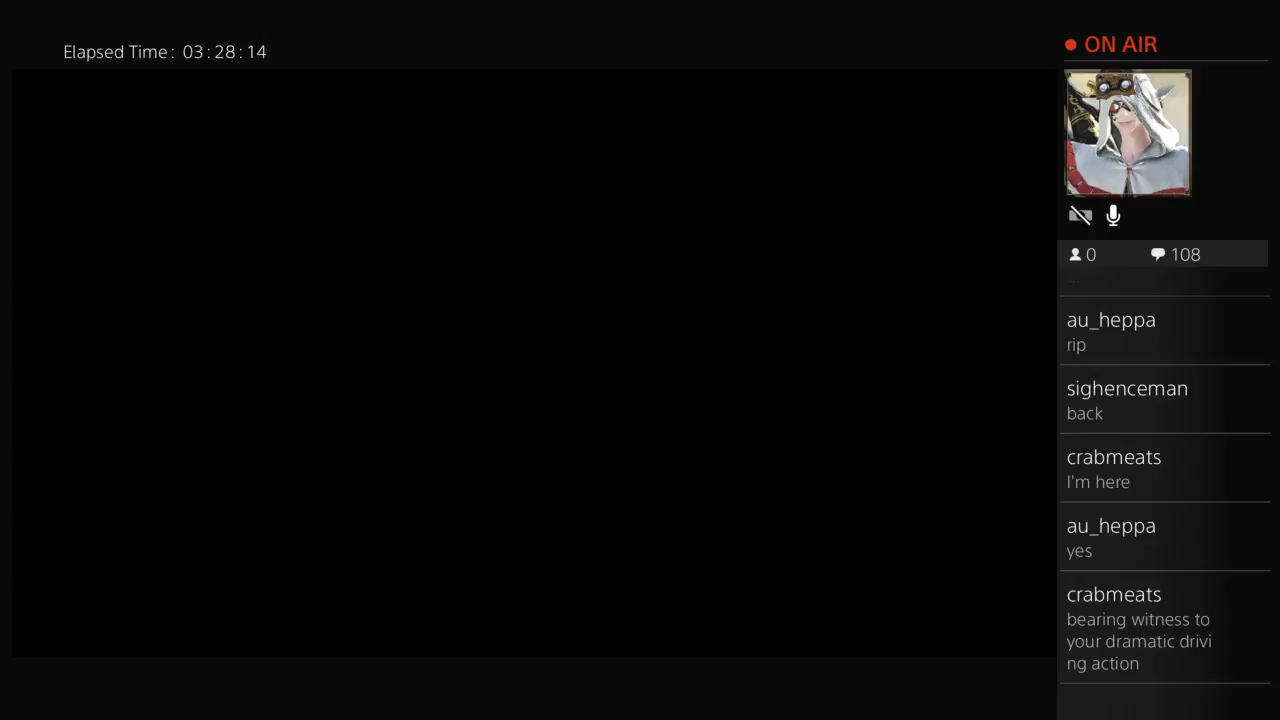 Elapsed Time: 03:28:14
ON AIR
0
108
...
au_heppa
rip
sighenceman
back
crabmeats
I'm here
au_heppa
yes
crabmeats
bearing witness to
your dramatic drivi
ng action